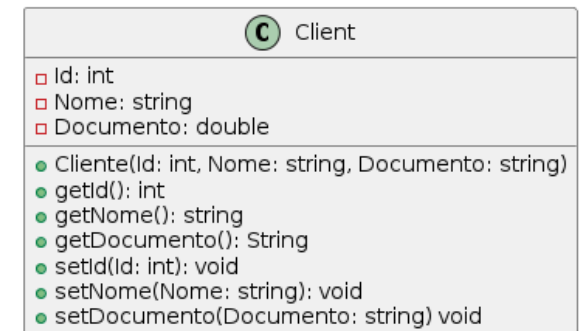 C Client
Id: int
Nome: string
Documento: double
Cliente(Id: int, Nome: string, Documento: string)
getId(): int
getNome(): string
getDocumento(): String
setId(Id: int): void
setNome(Nome: string): void
setDocumento(Documento: string) void